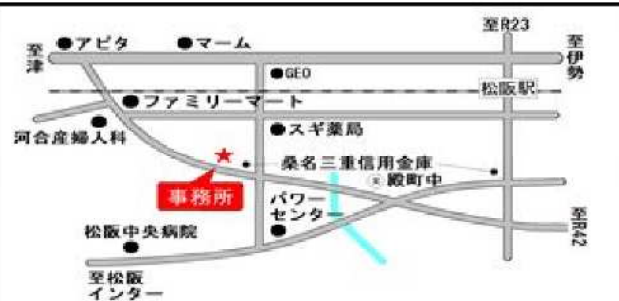 至R23
アピタ
マーム
至津
至伊勢
GEO
松阪駅
ファミリーマート
河合産婦人科
スギ薬局
桑名三重信用金庫
殿町中
事務所
パワー
センター
松阪中央病院
至R42
至松阪
インター